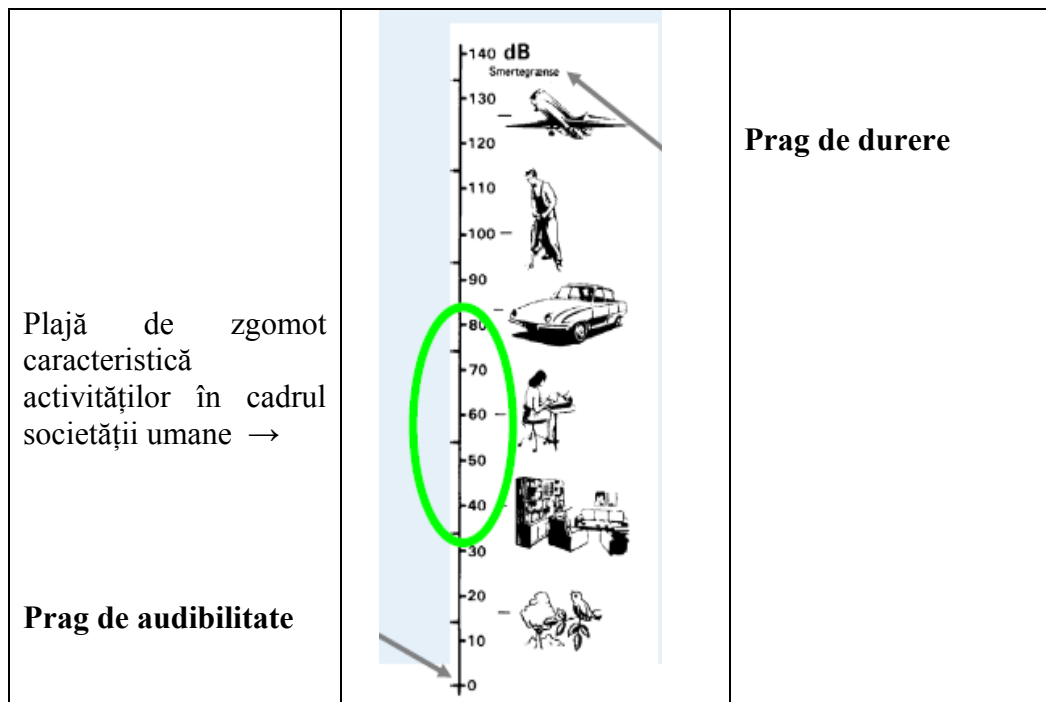 140 dB
Smertegrænse
130
120
Prag de durere
110
100
90
80
Plajă de zgomot
caracteristică
activităților în cadrul
societății umane →
70
60
50
40
30
20
Prag de audibilitate
10
0